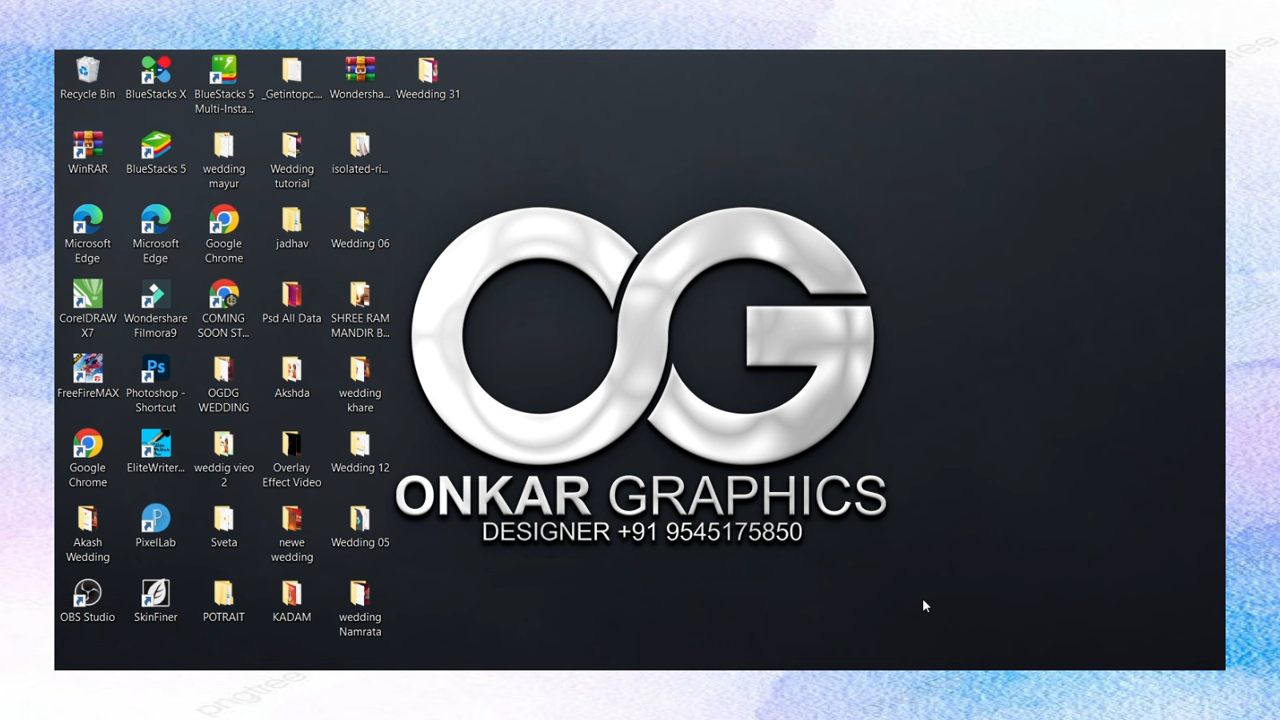 Recycle Bin
BlueStacks X
BlueStacks 5
Multi-Insta...
_Getintopc....
Wondersha...
Weedding 31
WinRAR
BlueStacks 5
wedding
mayur
Wedding
tutorial
isolated-ri...
Microsoft
Edge
Microsoft
Edge
Google
Chrome
jadhav
Wedding 06
CorelDRAW
X7
Wondershare
Filmora9
COMING
SOON ST...
Psd All Data
SHREE RAM
MANDIR B...
FreeFireMAX
Ps
Photoshop -
Shortcut
OGDG
WEDDING
Akshda
wedding
khare
Google
Chrome
EliteWriter...
weddig vieo
2
Overlay
Effect Video
Wedding 12
Akash
Wedding
PixelLab
Sveta
newe
wedding
Wedding 05
OBS Studio
SkinFiner
POTRAIT
KADAM
wedding
Namrata
OG
ONKAR GRAPHICS
DESIGNER +91 9545175850
pngtree